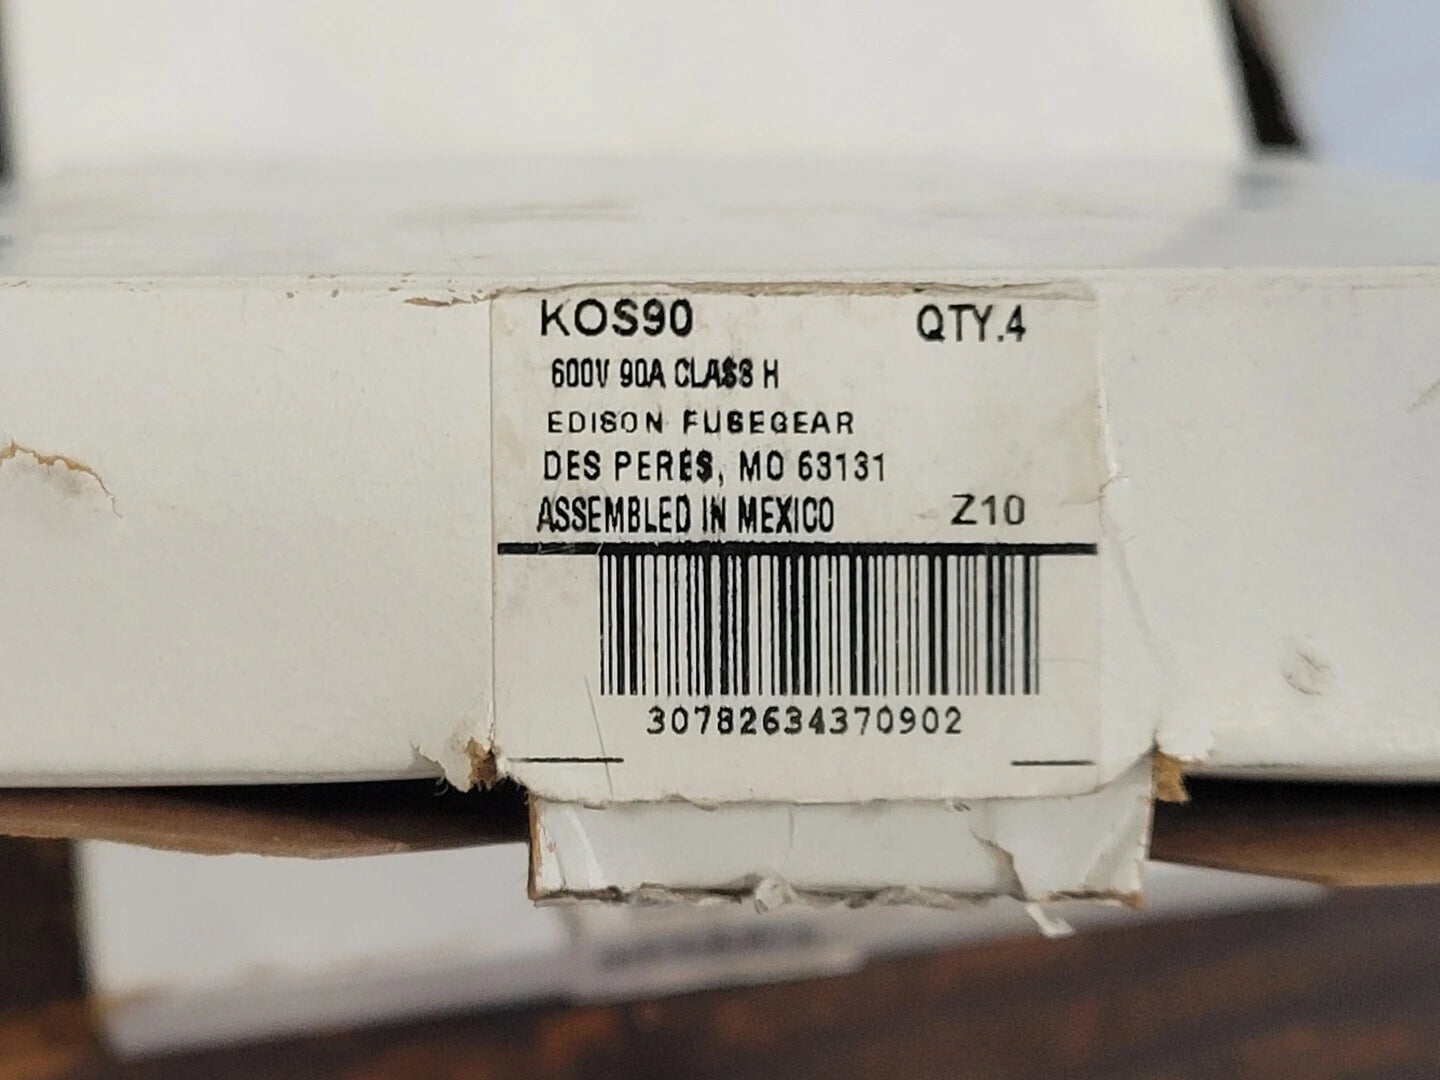 KOS90 QTY.4
600V 90A CLASS H
EDISON FUSEGEAR
DES PERES, MO 63131
ASSEMBLED IN MEXICO Z10
30782634370902